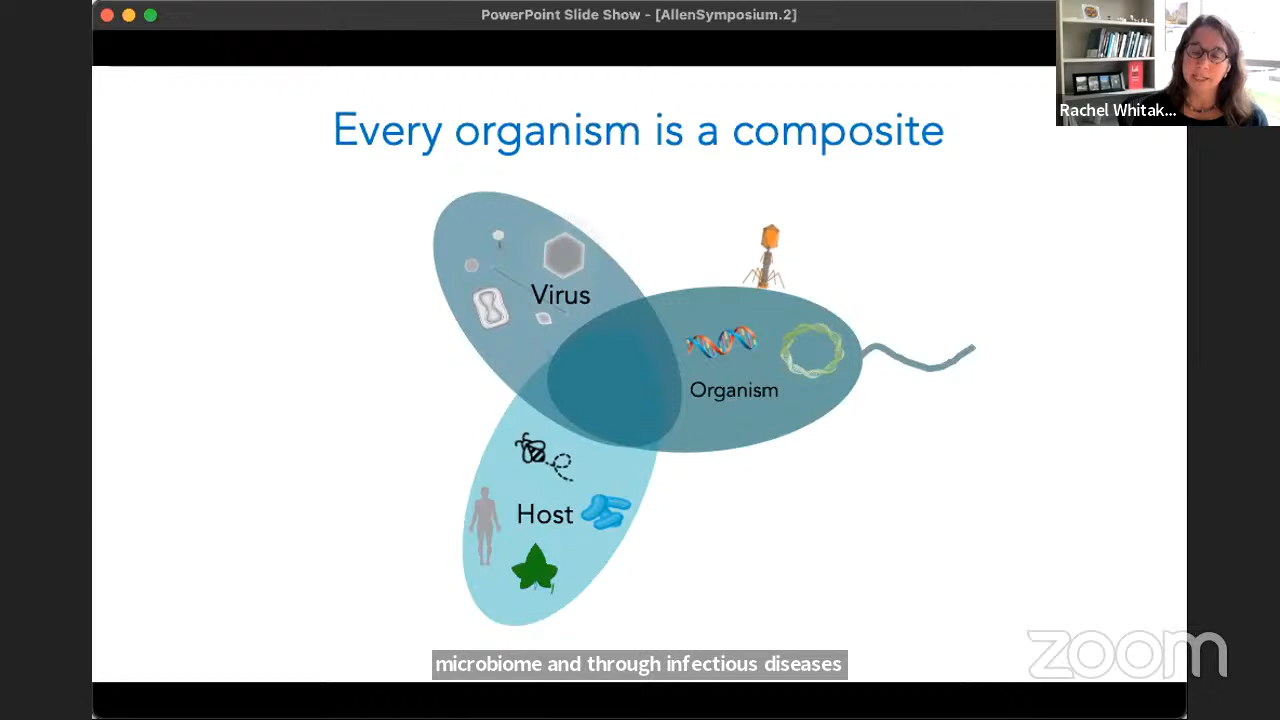 PowerPoint Slide Show - [AllenSymposium.2]
Rachel Whitak...
Every organism is a composite
Virus
Organism
Host
microbiome and through infectious diseases
zoom